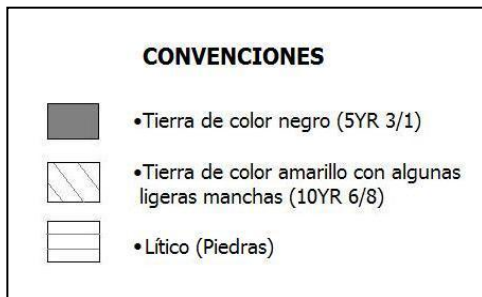 CONVENCIONES
•Tierra de color negro (5YR 3/1)
•Tierra de color amarillo con algunas
ligeras manchas (10YR 6/8)
•Lítico (Piedras)